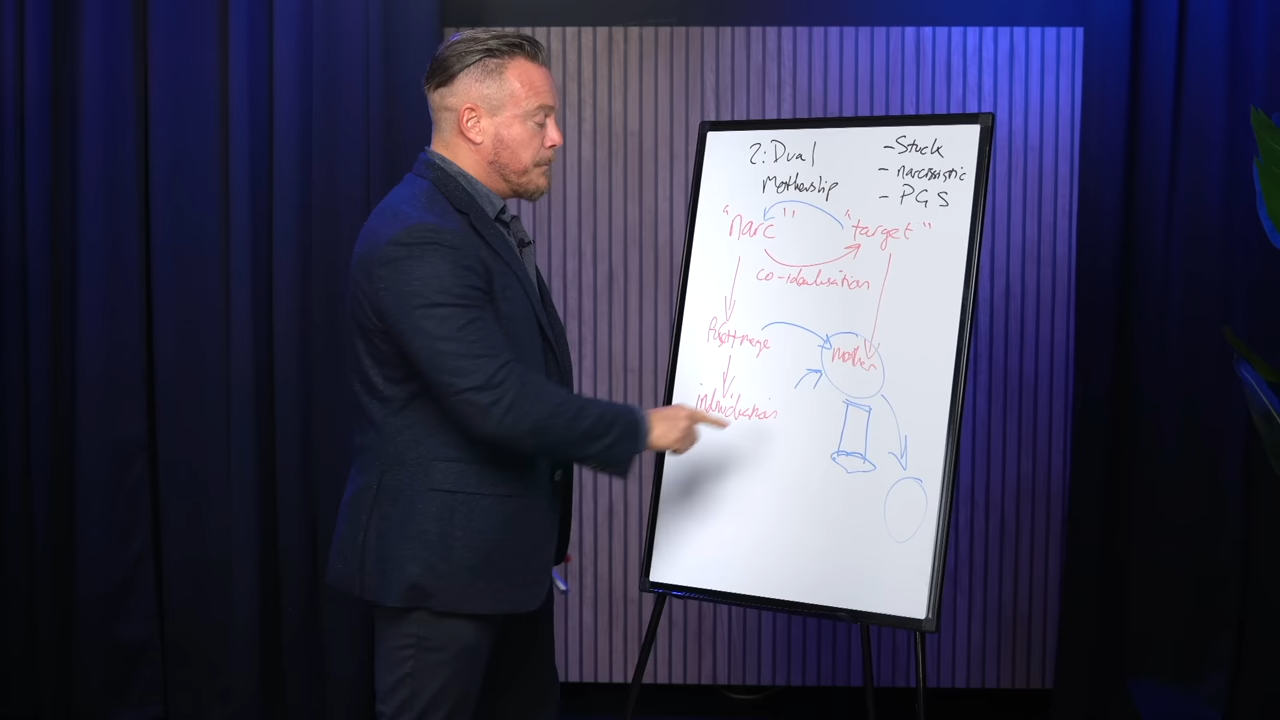 2: Dual
Mothership
- Stuck
- narcissistic
- PGS
"narc" "target"
co-idealisation
mother
individuation